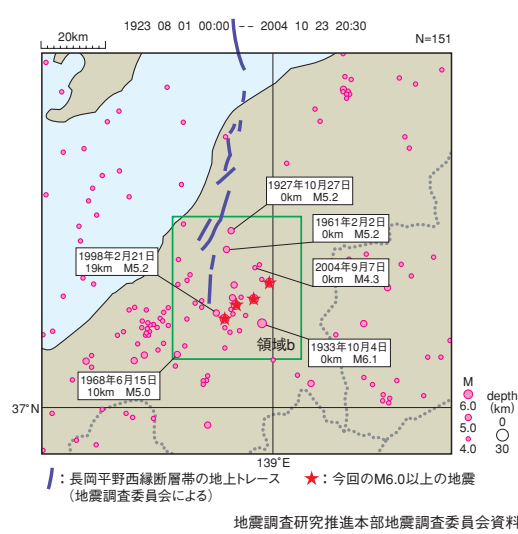 1923 08 01 00:00 -- 2004 10 23 20:30
20km
N=151
1927年10月27日
0km M5.2
1961年2月2日
0km M5.2
1998年2月21日
19km M5.2
2004年9月7日
0km M4.3
領域b
1933年10月4日
0km M6.1
1968年6月15日
10km M5.0
M
6.0
5.0
4.0
depth
(km)
0
30
37°N
139°E
：長岡平野西縁断層帯の地上トレース
（地震調査委員会による）
★：今回のM6.0以上の地震
地震調査研究推進本部地震調査委員会資料